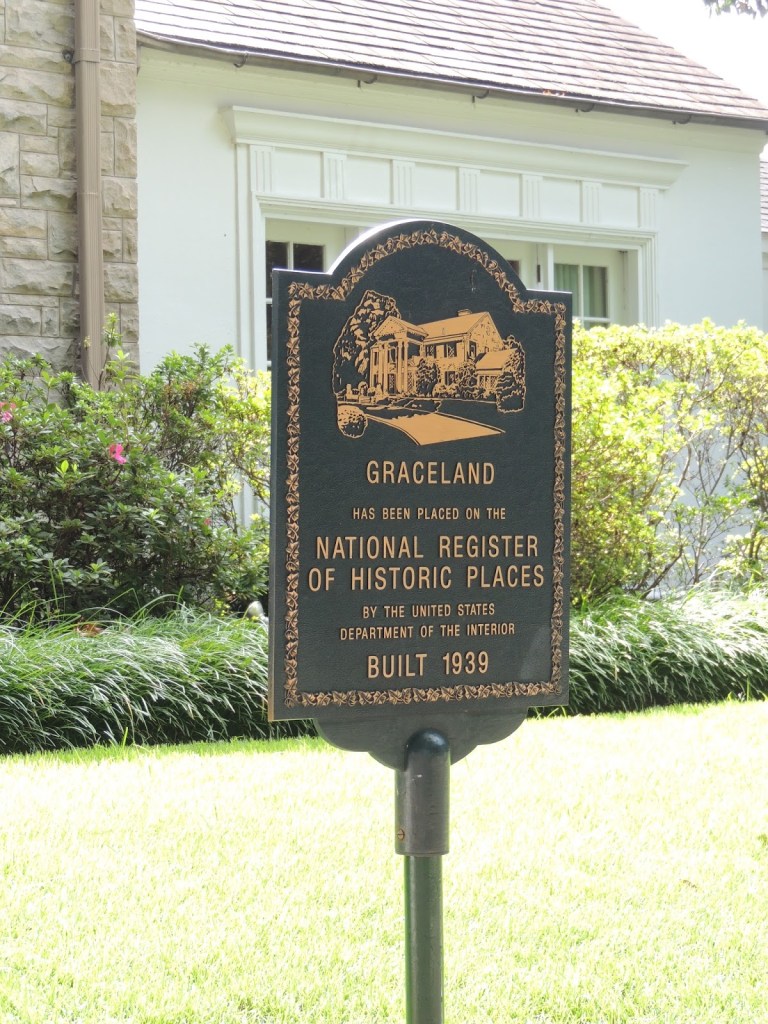 GRACELAND
HAS BEEN PLACED ON THE
NATIONAL REGISTER
OF HISTORIC PLACES
BY THE UNITED STATES
DEPARTMENT OF THE INTERIOR
BUILT 1939